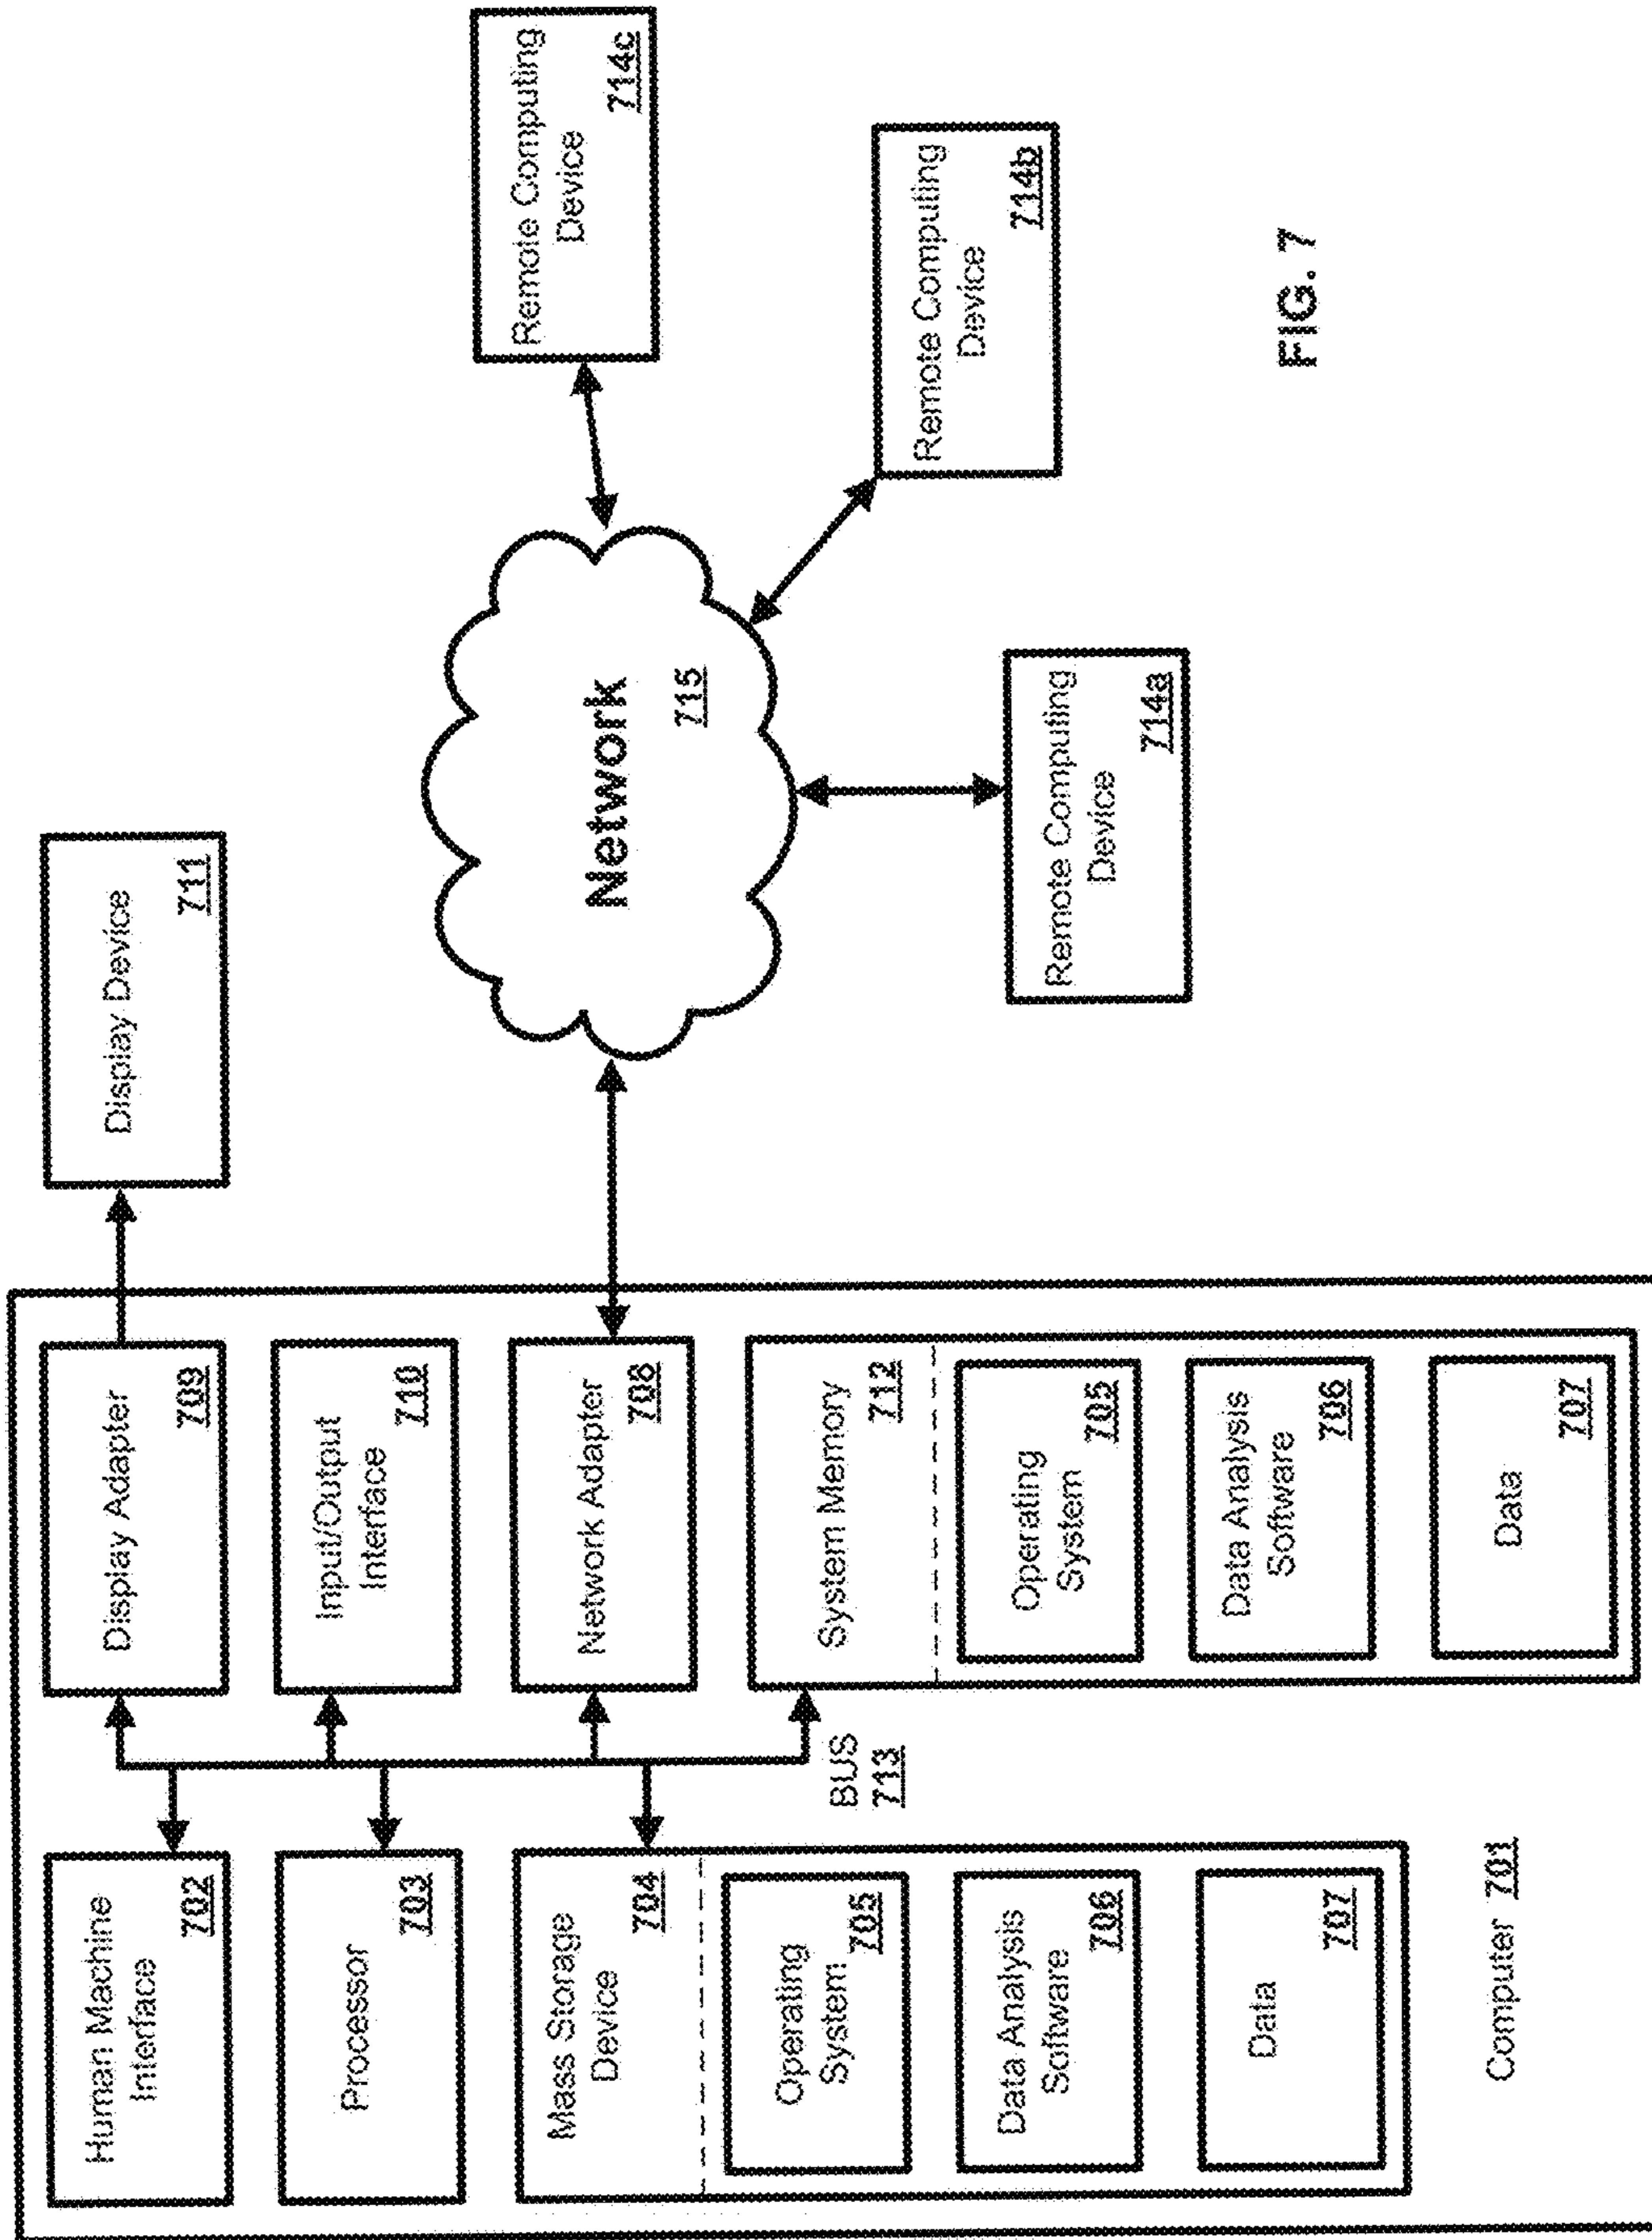 Human Machine
Interface
702
Processor
703
Mass Storage
Device
704
Operating
System
705
Data Analysis
Software
706
Data
707
Computer 701
BUS
713
Display Adapter
709
Input/Output
Interface
710
Network Adapter
708
System Memory
712
Operating
System
705
Data Analysis
Software
706
Data
707
Display Device
711
Network
715
Remote Computing
Device
714a
Remote Computing
Device
714b
Remote Computing
Device
714c
FIG. 7